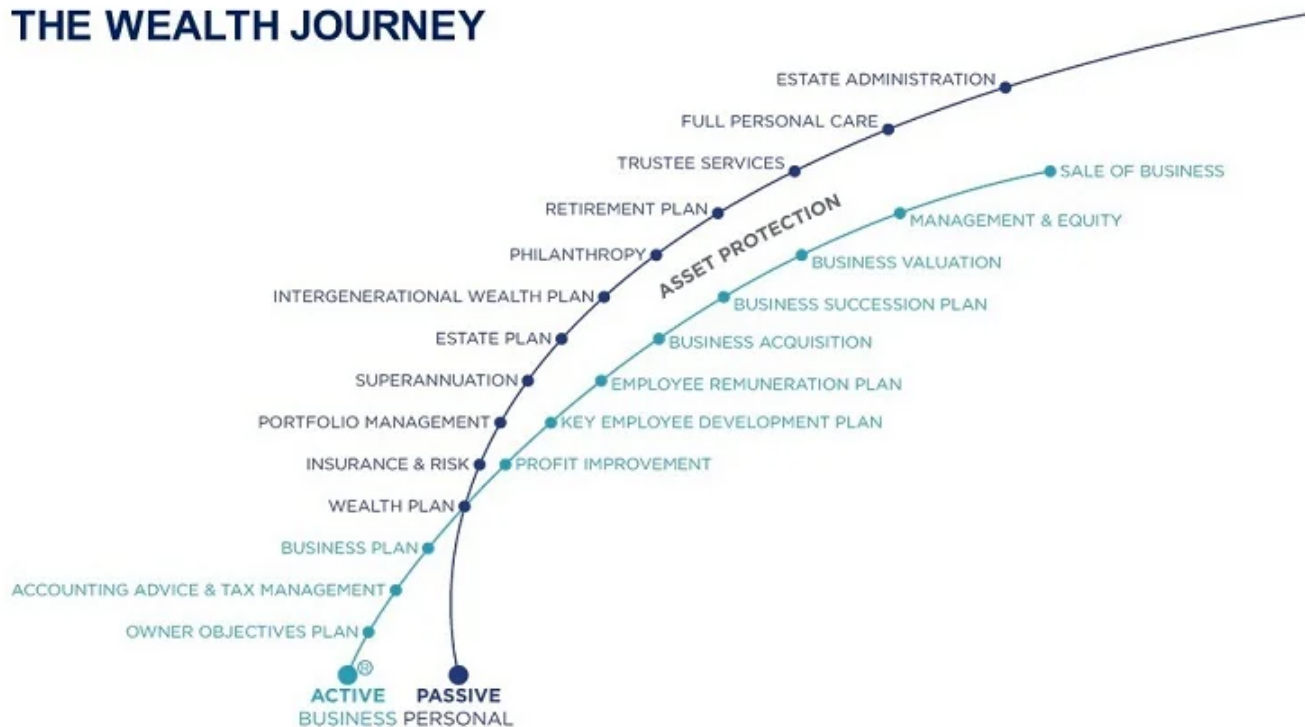 THE WEALTH JOURNEY
ESTATE ADMINISTRATION
FULL PERSONAL CARE
TRUSTEE SERVICES
SALE OF BUSINESS
RETIREMENT PLAN
MANAGEMENT & EQUITY
ASSET PROTECTION
PHILANTHROPY
BUSINESS VALUATION
INTERGENERATIONAL WEALTH PLAN
BUSINESS SUCCESSION PLAN
ESTATE PLAN
BUSINESS ACQUISITION
SUPERANNUATION
EMPLOYEE REMUNERATION PLAN
PORTFOLIO MANAGEMENT
KEY EMPLOYEE DEVELOPMENT PLAN
INSURANCE & RISK
PROFIT IMPROVEMENT
WEALTH PLAN
BUSINESS PLAN
ACCOUNTING ADVICE & TAX MANAGEMENT
OWNER OBJECTIVES PLAN
®
ACTIVE PASSIVE
BUSINESS PERSONAL